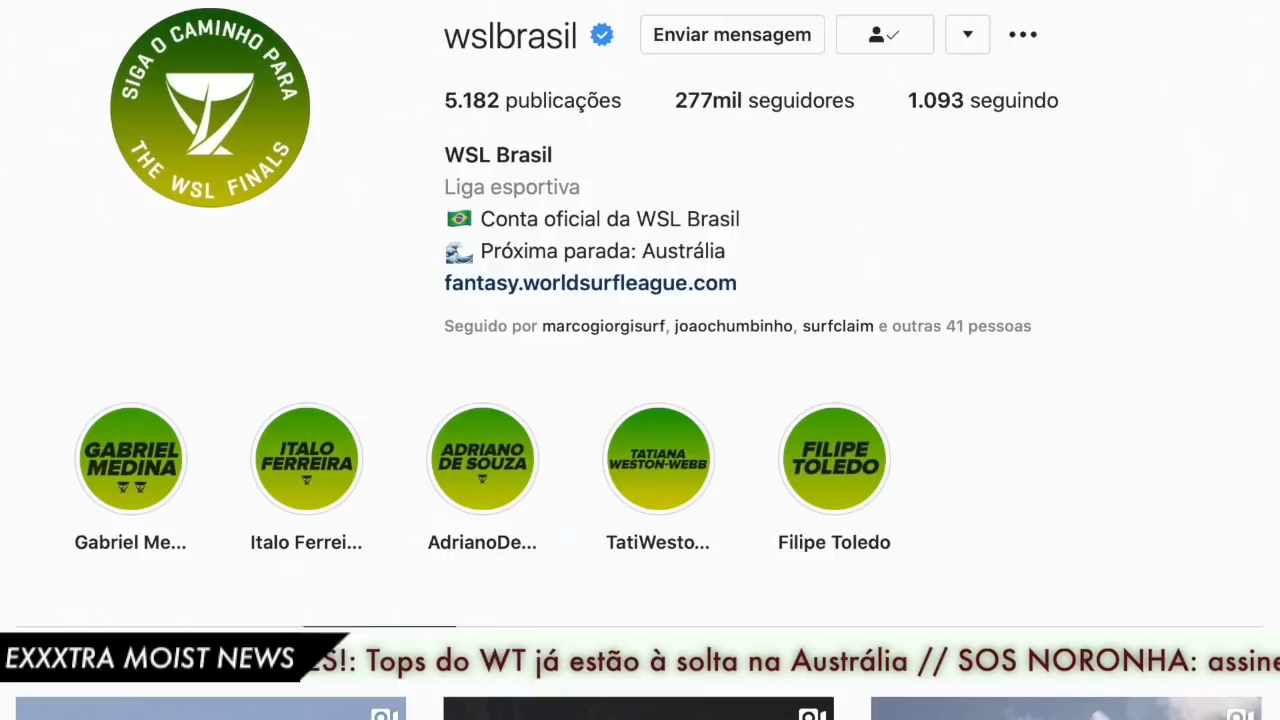 SIGA O CAMINHO PARA
THE WSL FINALS
wslbrasil
Enviar mensagem
5.182 publicações
277mil seguidores
1.093 seguindo
WSL Brasil
Liga esportiva
🇧🇷 Conta oficial da WSL Brasil
🌊 Próxima parada: Austrália
fantasy.worldsurfleague.com
Seguido por marcogiorgisurf, joaochumbinho, surfclaim e outras 41 pessoas
GABRIEL
MEDINA
ITALO
FERREIRA
ADRIANO
DE SOUZA
TATIANA
WESTON-WEBB
FILIPE
TOLEDO
Gabriel Me...
Italo Ferrei...
AdrianoDe...
TatiWesto...
Filipe Toledo
EXXXTRA MOIST NEWS
ES!: Tops do WT já estão à solta na Austrália // SOS NORONHA: assine